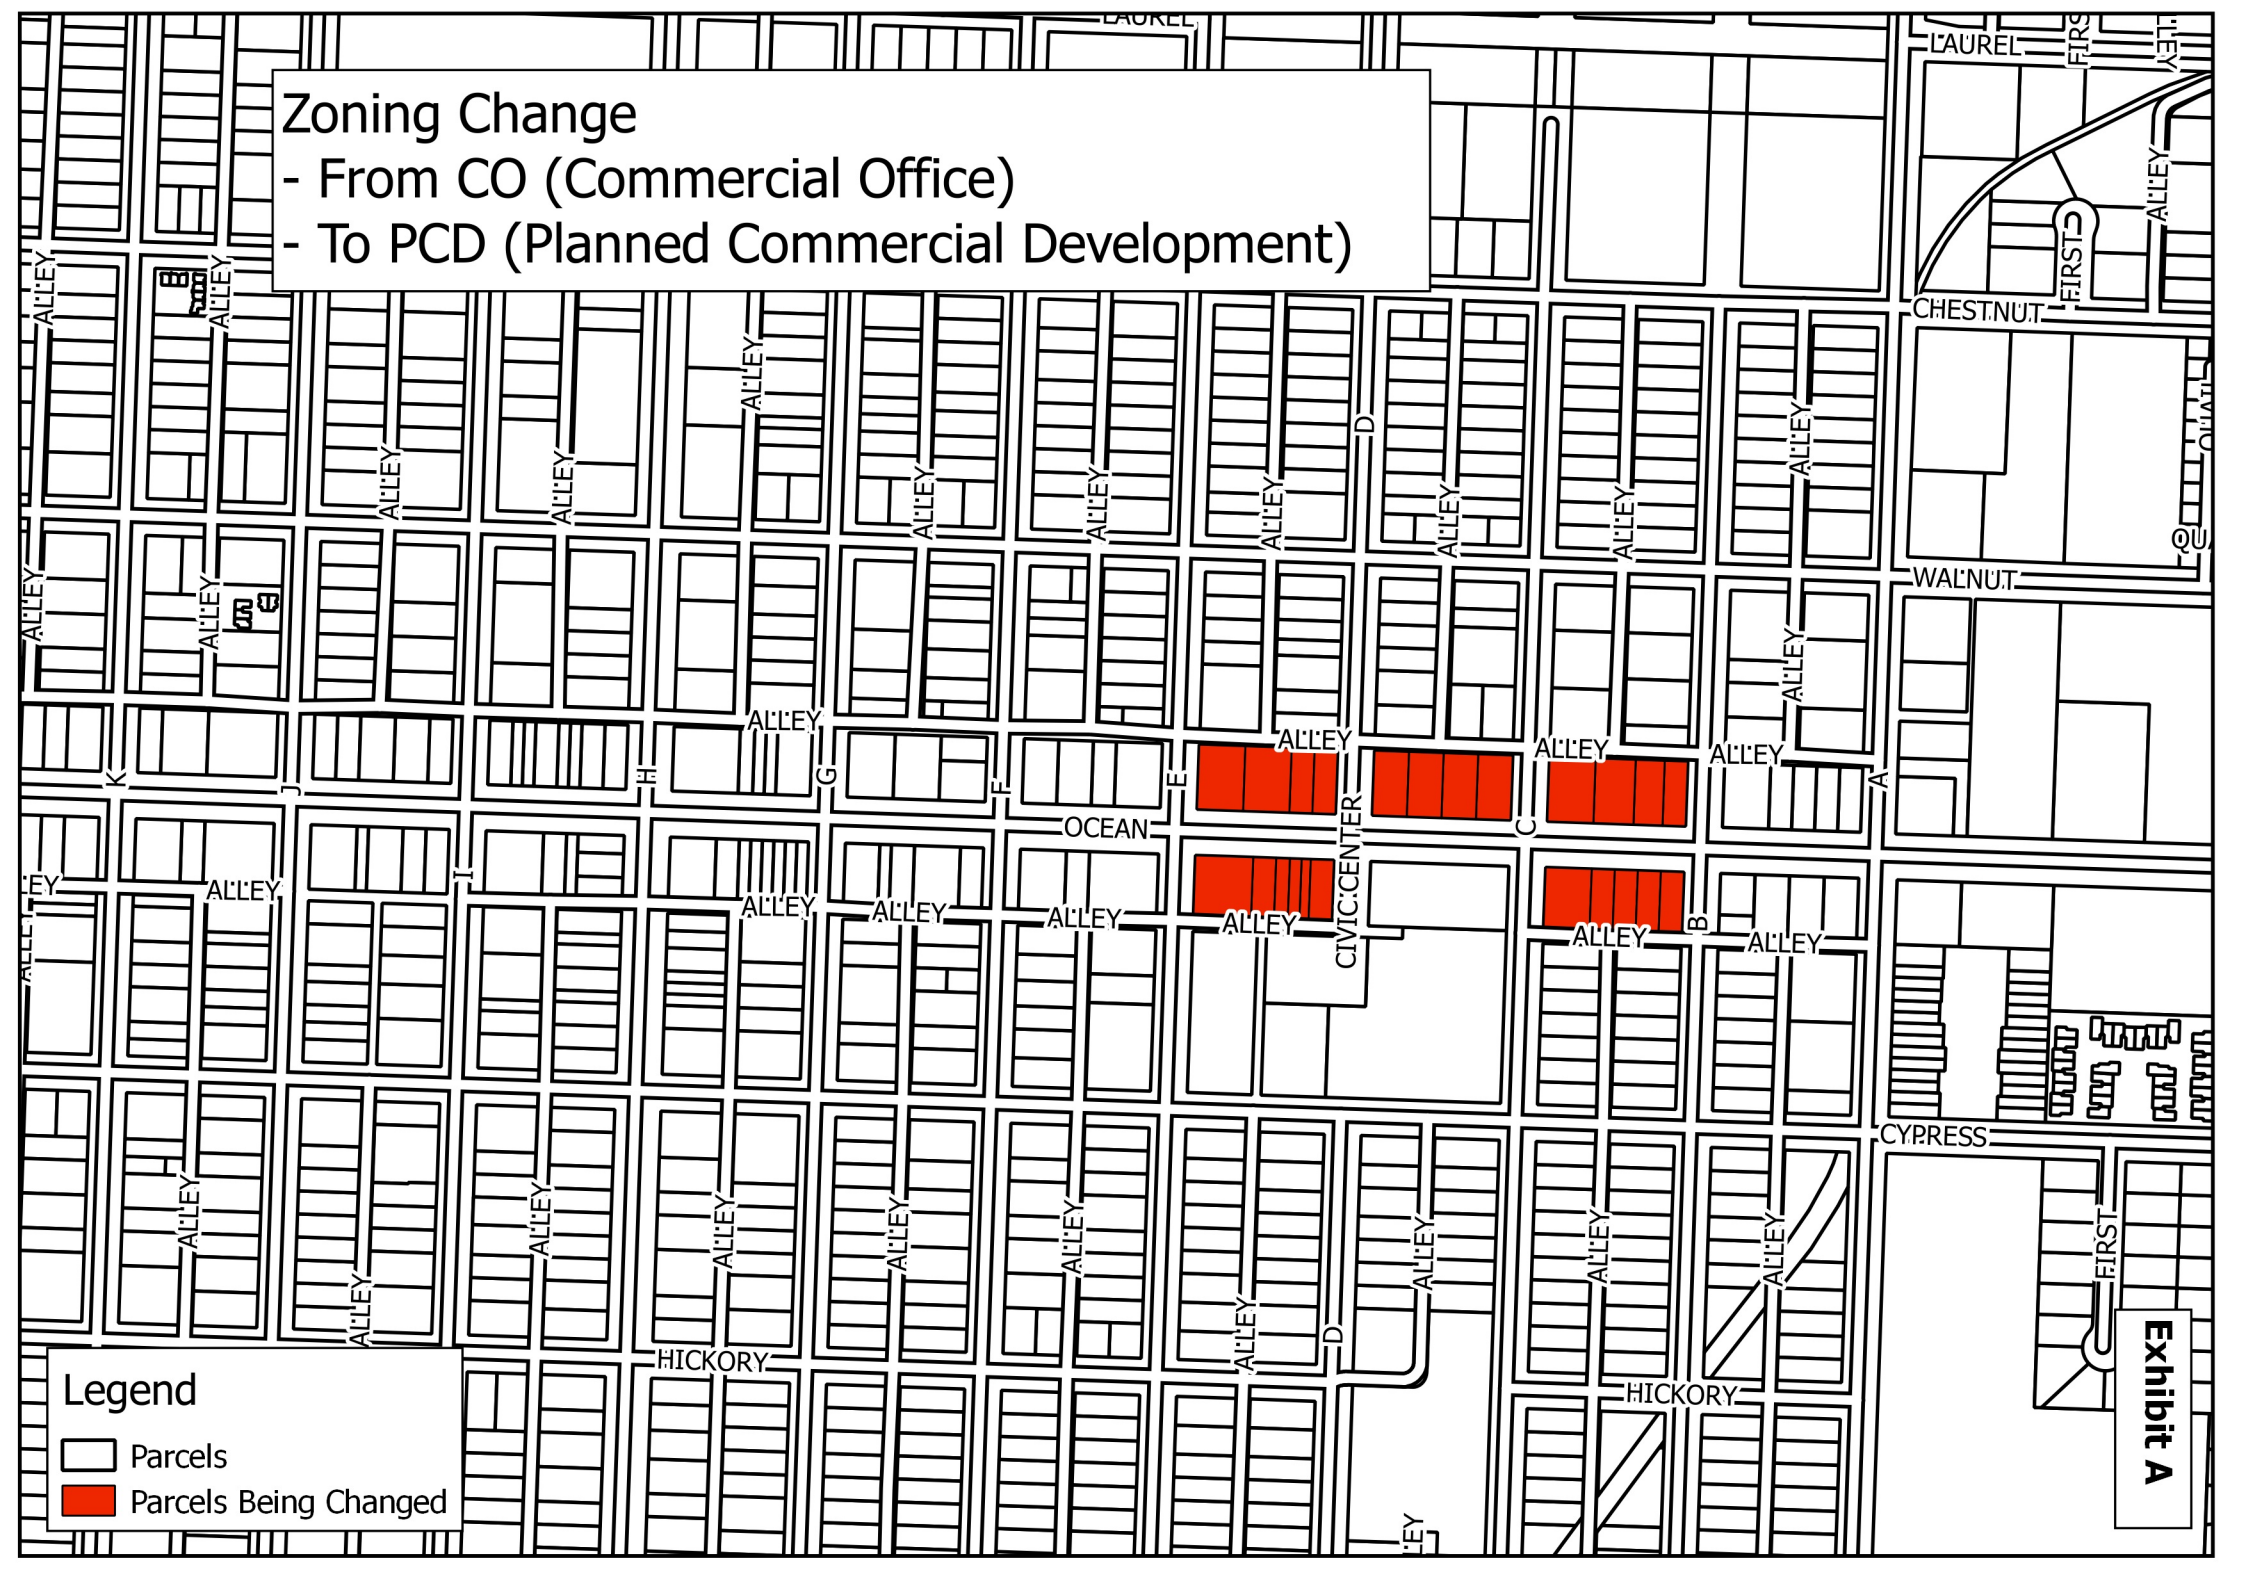 LAUREL
LAUREL
Zoning Change
- From CO (Commercial Office)
- To PCD (Planned Commercial Development)
ALLEY
FIRST
ALLEY
ALLEY
CHESTNUT
ALLEY
D
ALLEY
ALLEY
ALLEY
ALLEY
ALLEY
ALLEY
ALLEY
ALLEY
WALNUT
ALLEY
ALLEY
ALLEY
ALLEY
ALLEY
ALLEY
ALLEY
K
J
H
G
F
E
A
OCEAN
C
CIVIC CENTER
I
ALLEY
ALLEY
ALLEY
ALLEY
ALLEY
B
ALLEY
ALLEY
ALLEY
CYPRESS
ALLEY
ALLEY
ALLEY
ALLEY
ALLEY
ALLEY
ALLEY
ALLEY
FIRST
ALLEY
ALLEY
D
HICKORY
HICKORY
Exhibit A
Legend
Parcels
Parcels Being Changed